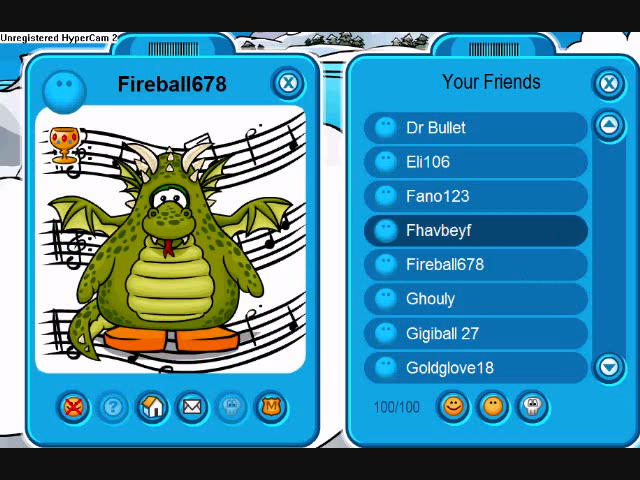 Unregistered HyperCam 2
Fireball678
Your Friends
Dr Bullet
Eli106
Fano123
Fhavbeyf
Fireball678
Ghouly
Gigiball 27
Goldglove18
?
M
100/100